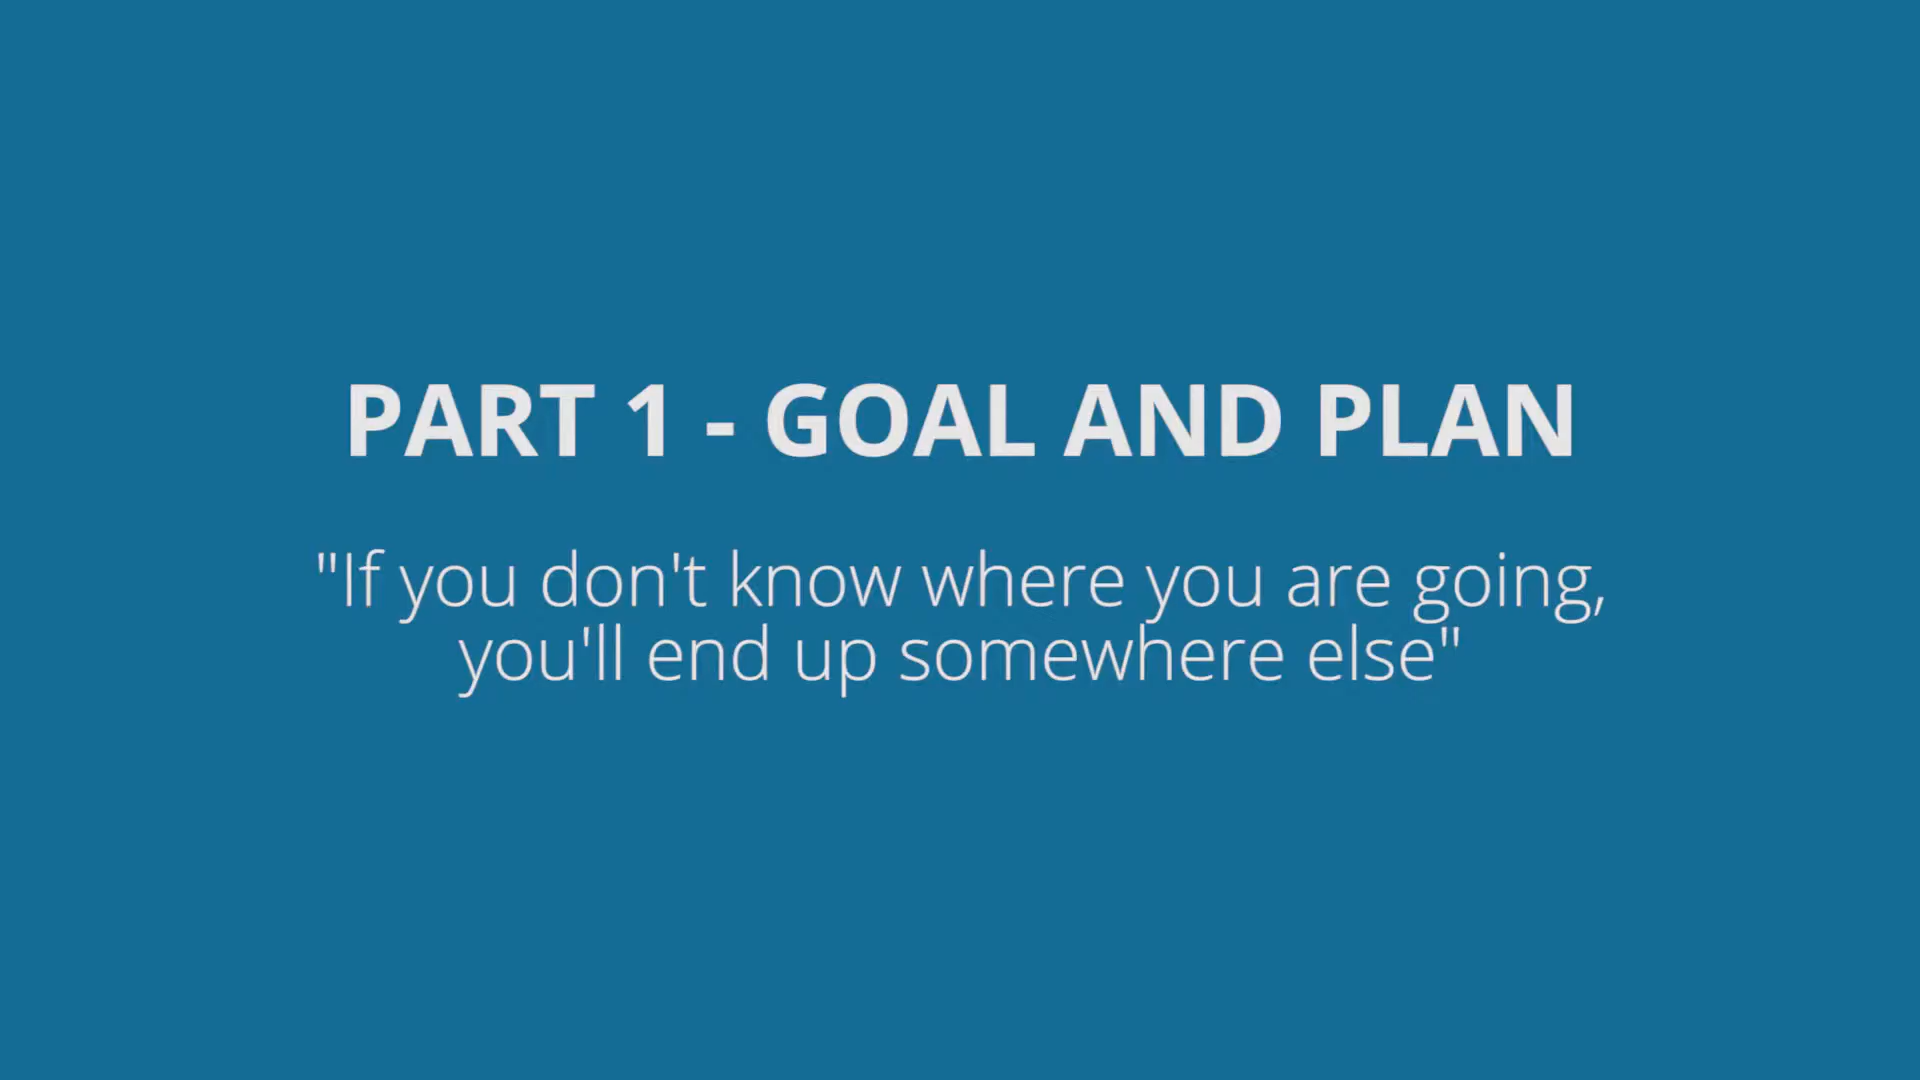 PART 1 - GOAL AND PLAN
"If you don't know where you are going,
you'll end up somewhere else"